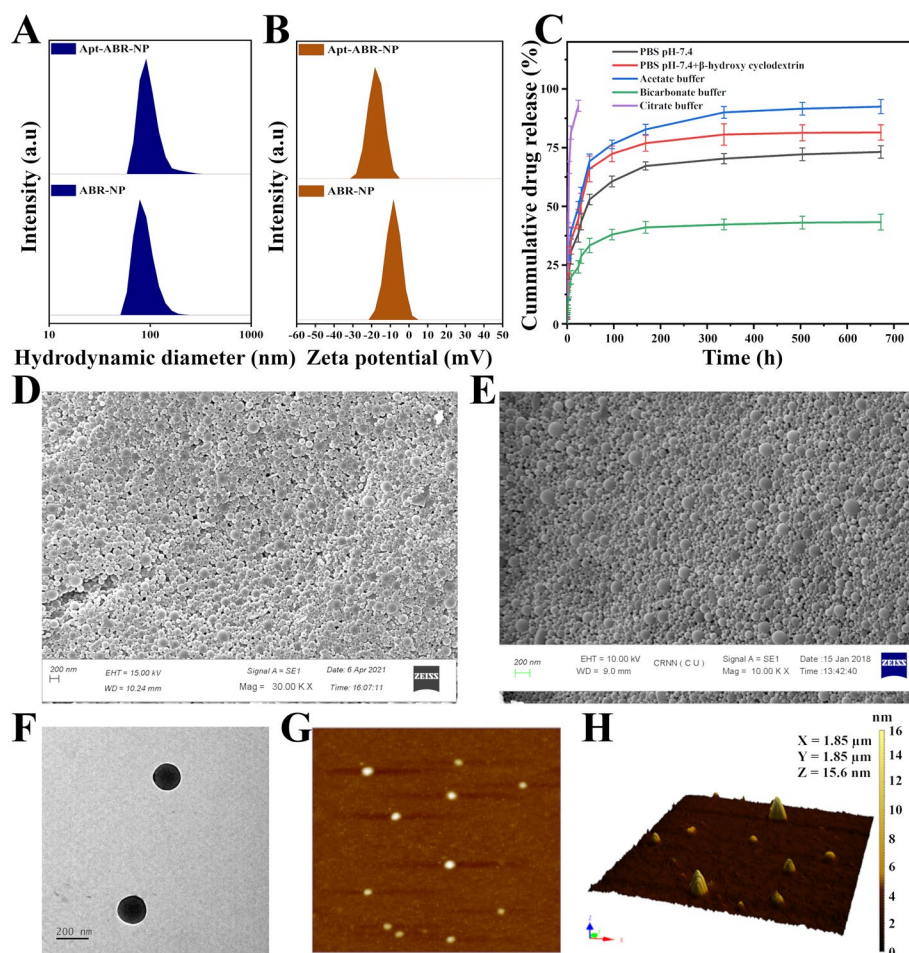 A
Apt-ABR-NP
ABR-NP
Intensity (a.u)
10
100
1000
Hydrodynamic diameter (nm)
B
Apt-ABR-NP
ABR-NP
Intensity (a.u)
-60 -50 -40 -30 -20 -10 0 10 20 30 40 50
Zeta potential (mV)
C
PBS pH-7.4
PBS pH-7.4+β-hydroxy cyclodextrin
Acetate buffer
Bicarbonate buffer
Citrate buffer
Cummulative drug release (%)
100
75
50
25
0
0 100 200 300 400 500 600 700
Time (h)
D
200 nm
EHT = 15.00 kV
WD = 10.24 mm
Signal A = SE1
Mag = 30.00 K X
Date: 6 Apr 2021
Time: 16:07:11
ZEISS
E
200 nm
EHT = 10.00 kV
WD = 9.0 mm
CRNN ( C U )
Signal A = SE1
Mag = 10.00 K X
Date :15 Jan 2018
Time :13:42:40
ZEISS
F
200 nm
G
H
X = 1.85 µm
Y = 1.85 µm
Z = 15.6 nm
nm
16
14
12
10
8
6
4
2
0
z
x